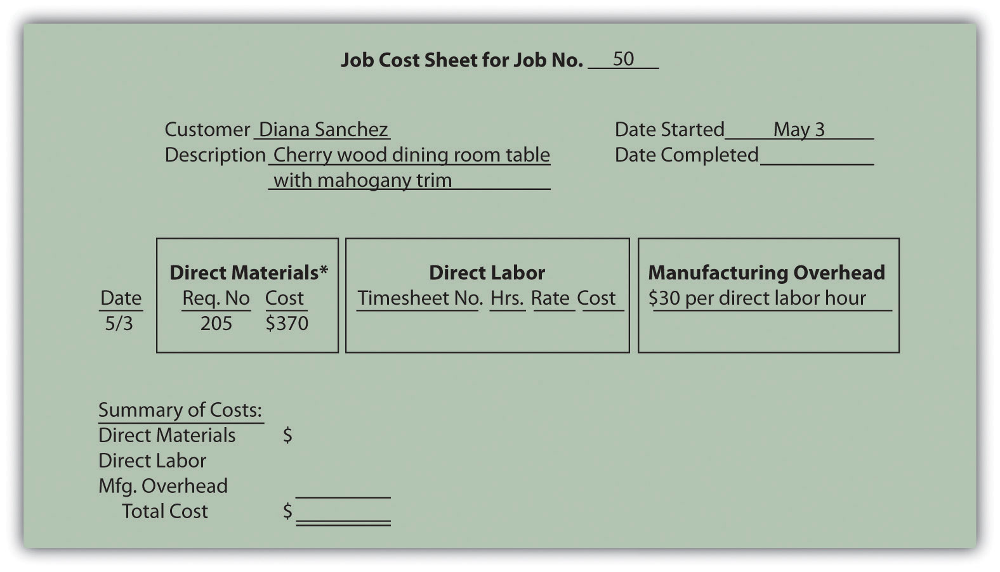 Job Cost Sheet for Job No. 50
Customer Diana Sanchez
Date Started May 3
Description Cherry wood dining room table
Date Completed
with mahogany trim
Direct Materials*
Direct Labor
Manufacturing Overhead
Date
Req. No Cost
Timesheet No. Hrs. Rate Cost
$30 per direct labor hour
5/3
205 $370
Summary of Costs:
Direct Materials $
Direct Labor
Mfg. Overhead
Total Cost $